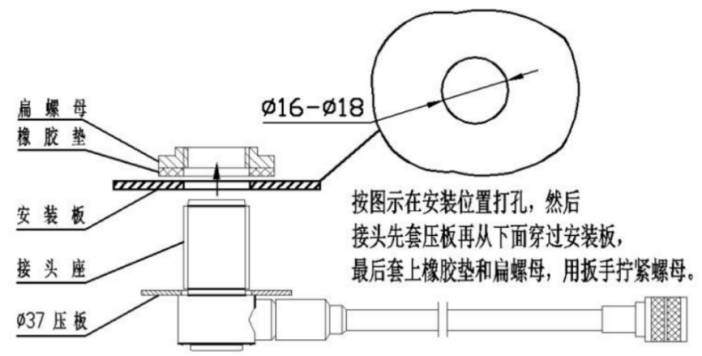 扁螺母
橡胶垫
Ø16-Ø18
安装板
接头座
Ø37压板
按图示在安装位置打孔，然后
接头先套压板再从下面穿过安装板，
最后套上橡胶垫和扁螺母，用扳手拧紧螺母。